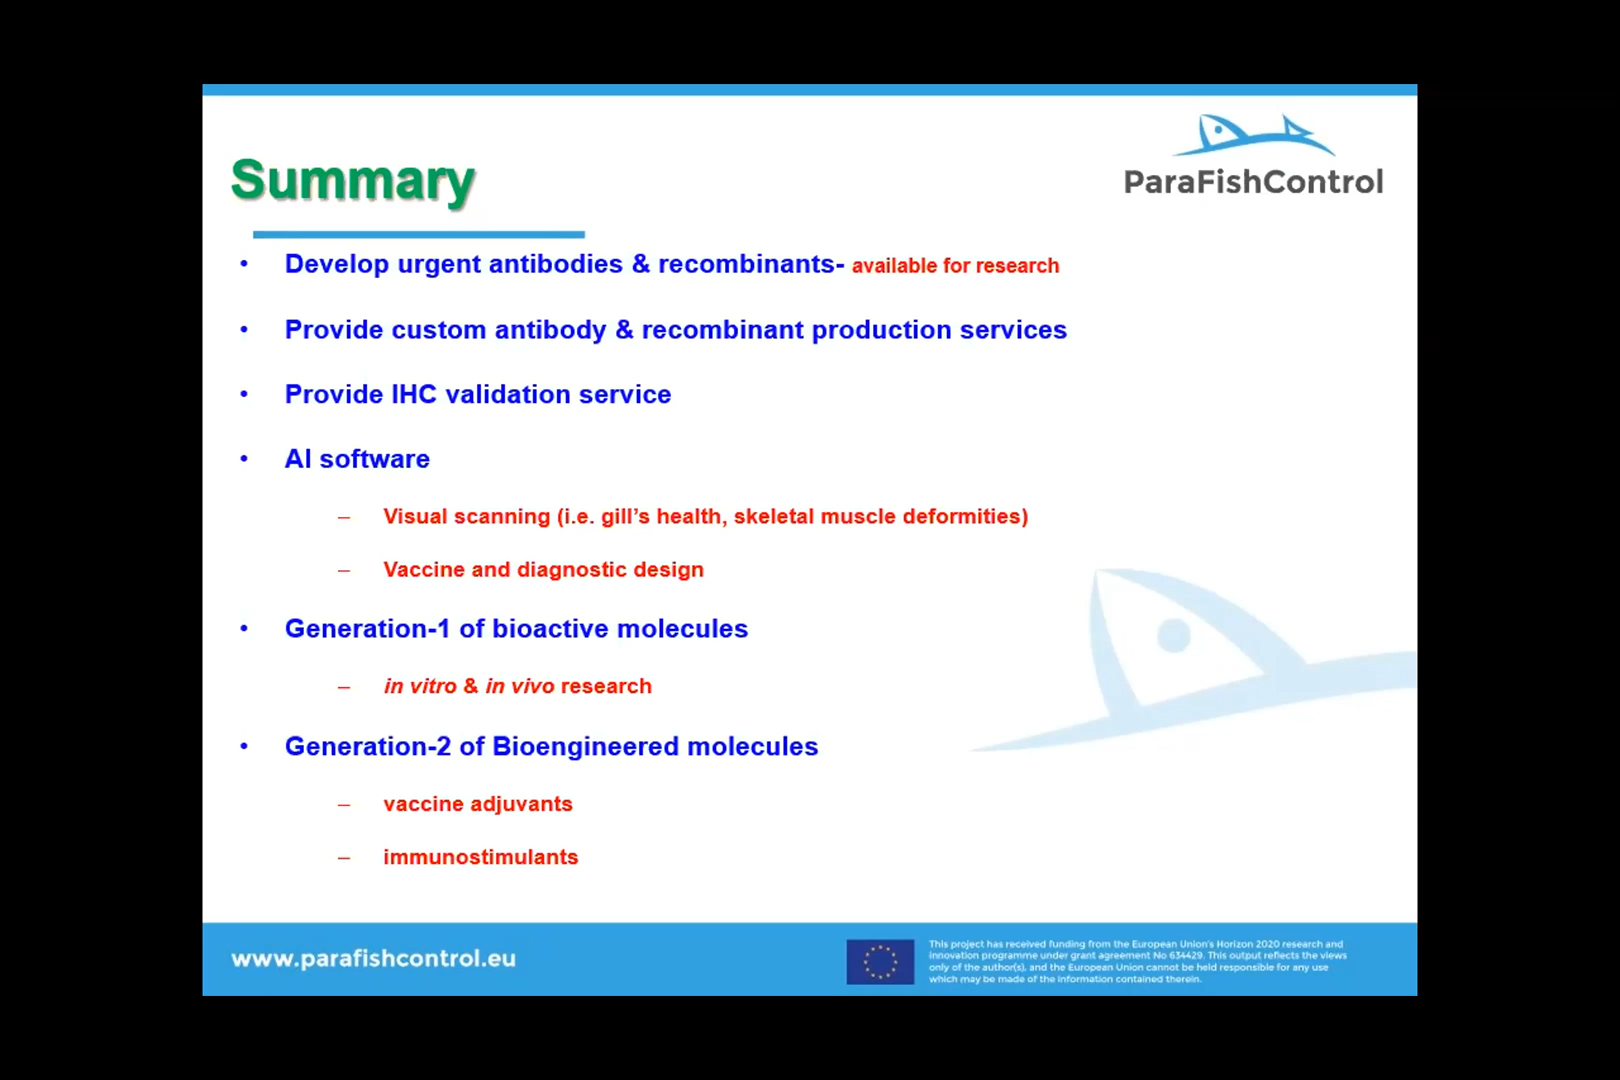 ParaFishControl
Summary
• Develop urgent antibodies & recombinants- available for research
• Provide custom antibody & recombinant production services
• Provide IHC validation service
• AI software
– Visual scanning (i.e. gill’s health, skeletal muscle deformities)
– Vaccine and diagnostic design
• Generation-1 of bioactive molecules
– in vitro & in vivo research
• Generation-2 of Bioengineered molecules
– vaccine adjuvants
– immunostimulants
www.parafishcontrol.eu
This project has received funding from the European Union's Horizon 2020 research and
innovation programme under grant agreement No 634429. This output reflects the views
only of the author(s), and the European Union cannot be held responsible for any use
which may be made of the information contained therein.